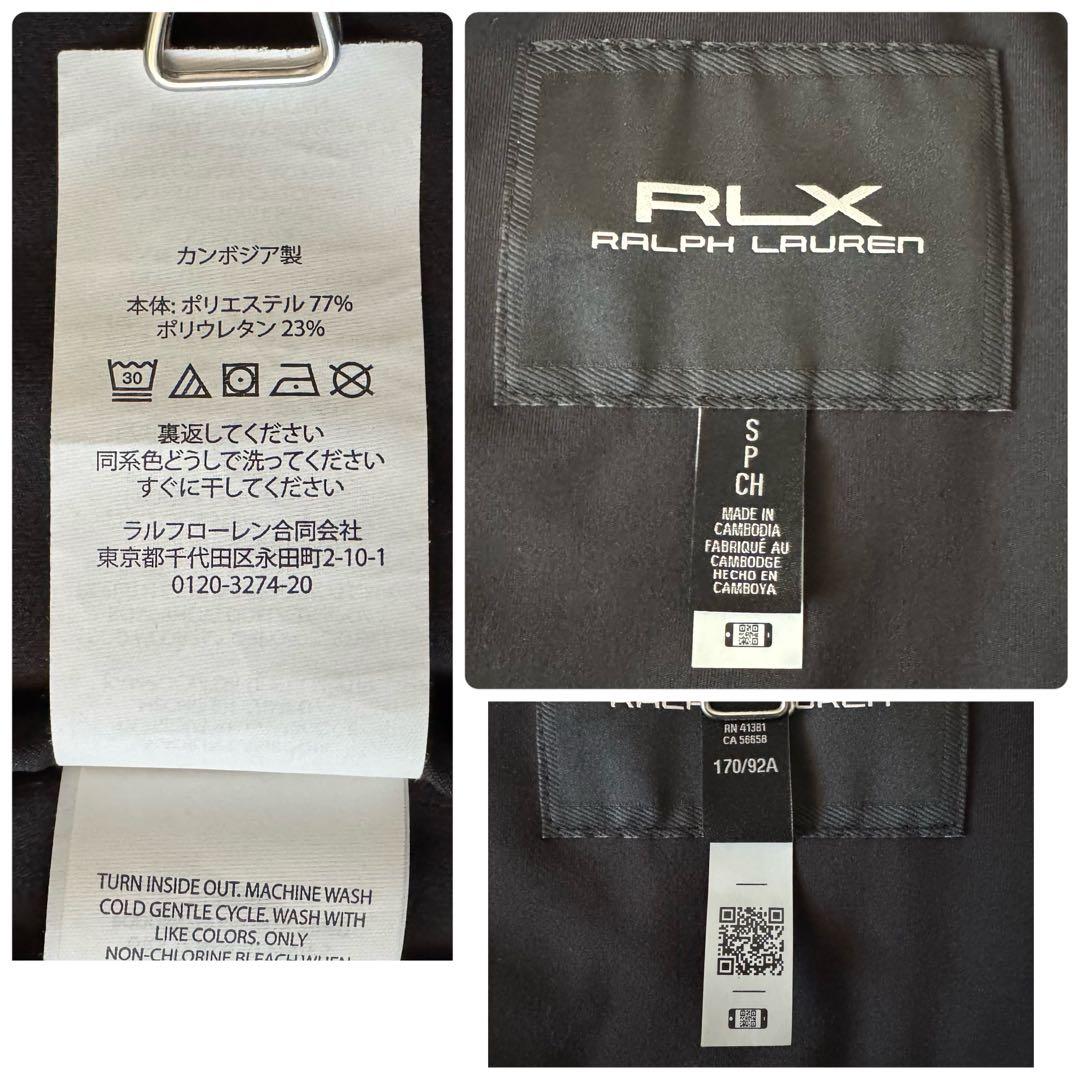 カンボジア製
本体: ポリエステル 77%
ポリウレタン 23%
30
裏返してください
同系色どうしで洗ってください
すぐに干してください
ラルフローレン合同会社
東京都千代田区永田町2-10-1
0120-3274-20
TURN INSIDE OUT. MACHINE WASH
COLD GENTLE CYCLE. WASH WITH
LIKE COLORS. ONLY
NON-CHLORINE BLEACH WHEN
RLX
RALPH LAUREN
S
P
CH
MADE IN
CAMBODIA
FABRIQUÉ AU
CAMBODGE
HECHO EN
CAMBOYA
RALPH LAUREN
RN 41381
CA 56658
170/92A